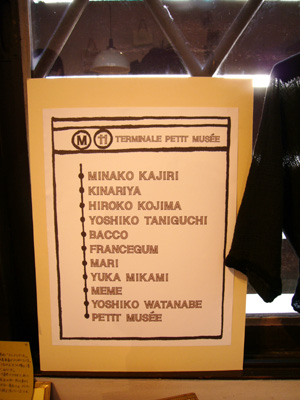 M 11 TERMINALE PETIT MUSÉE
MINAKO KAJIRI
KINARIYA
HIROKO KOJIMA
YOSHIKO TANIGUCHI
BACCO
FRANCEGUM
MARI
YUKA MIKAMI
MEME
YOSHIKO WATANABE
PETIT MUSÉE